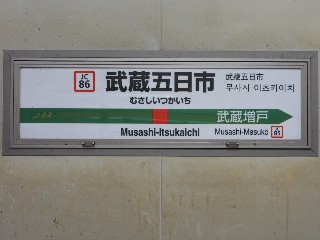 JC
86
武蔵五日市
むさしいつかいち
武蔵五日市
무사시 이츠카이치
武蔵増戸
Musashi-Itsukaichi
Musashi-Masuko
JC
85